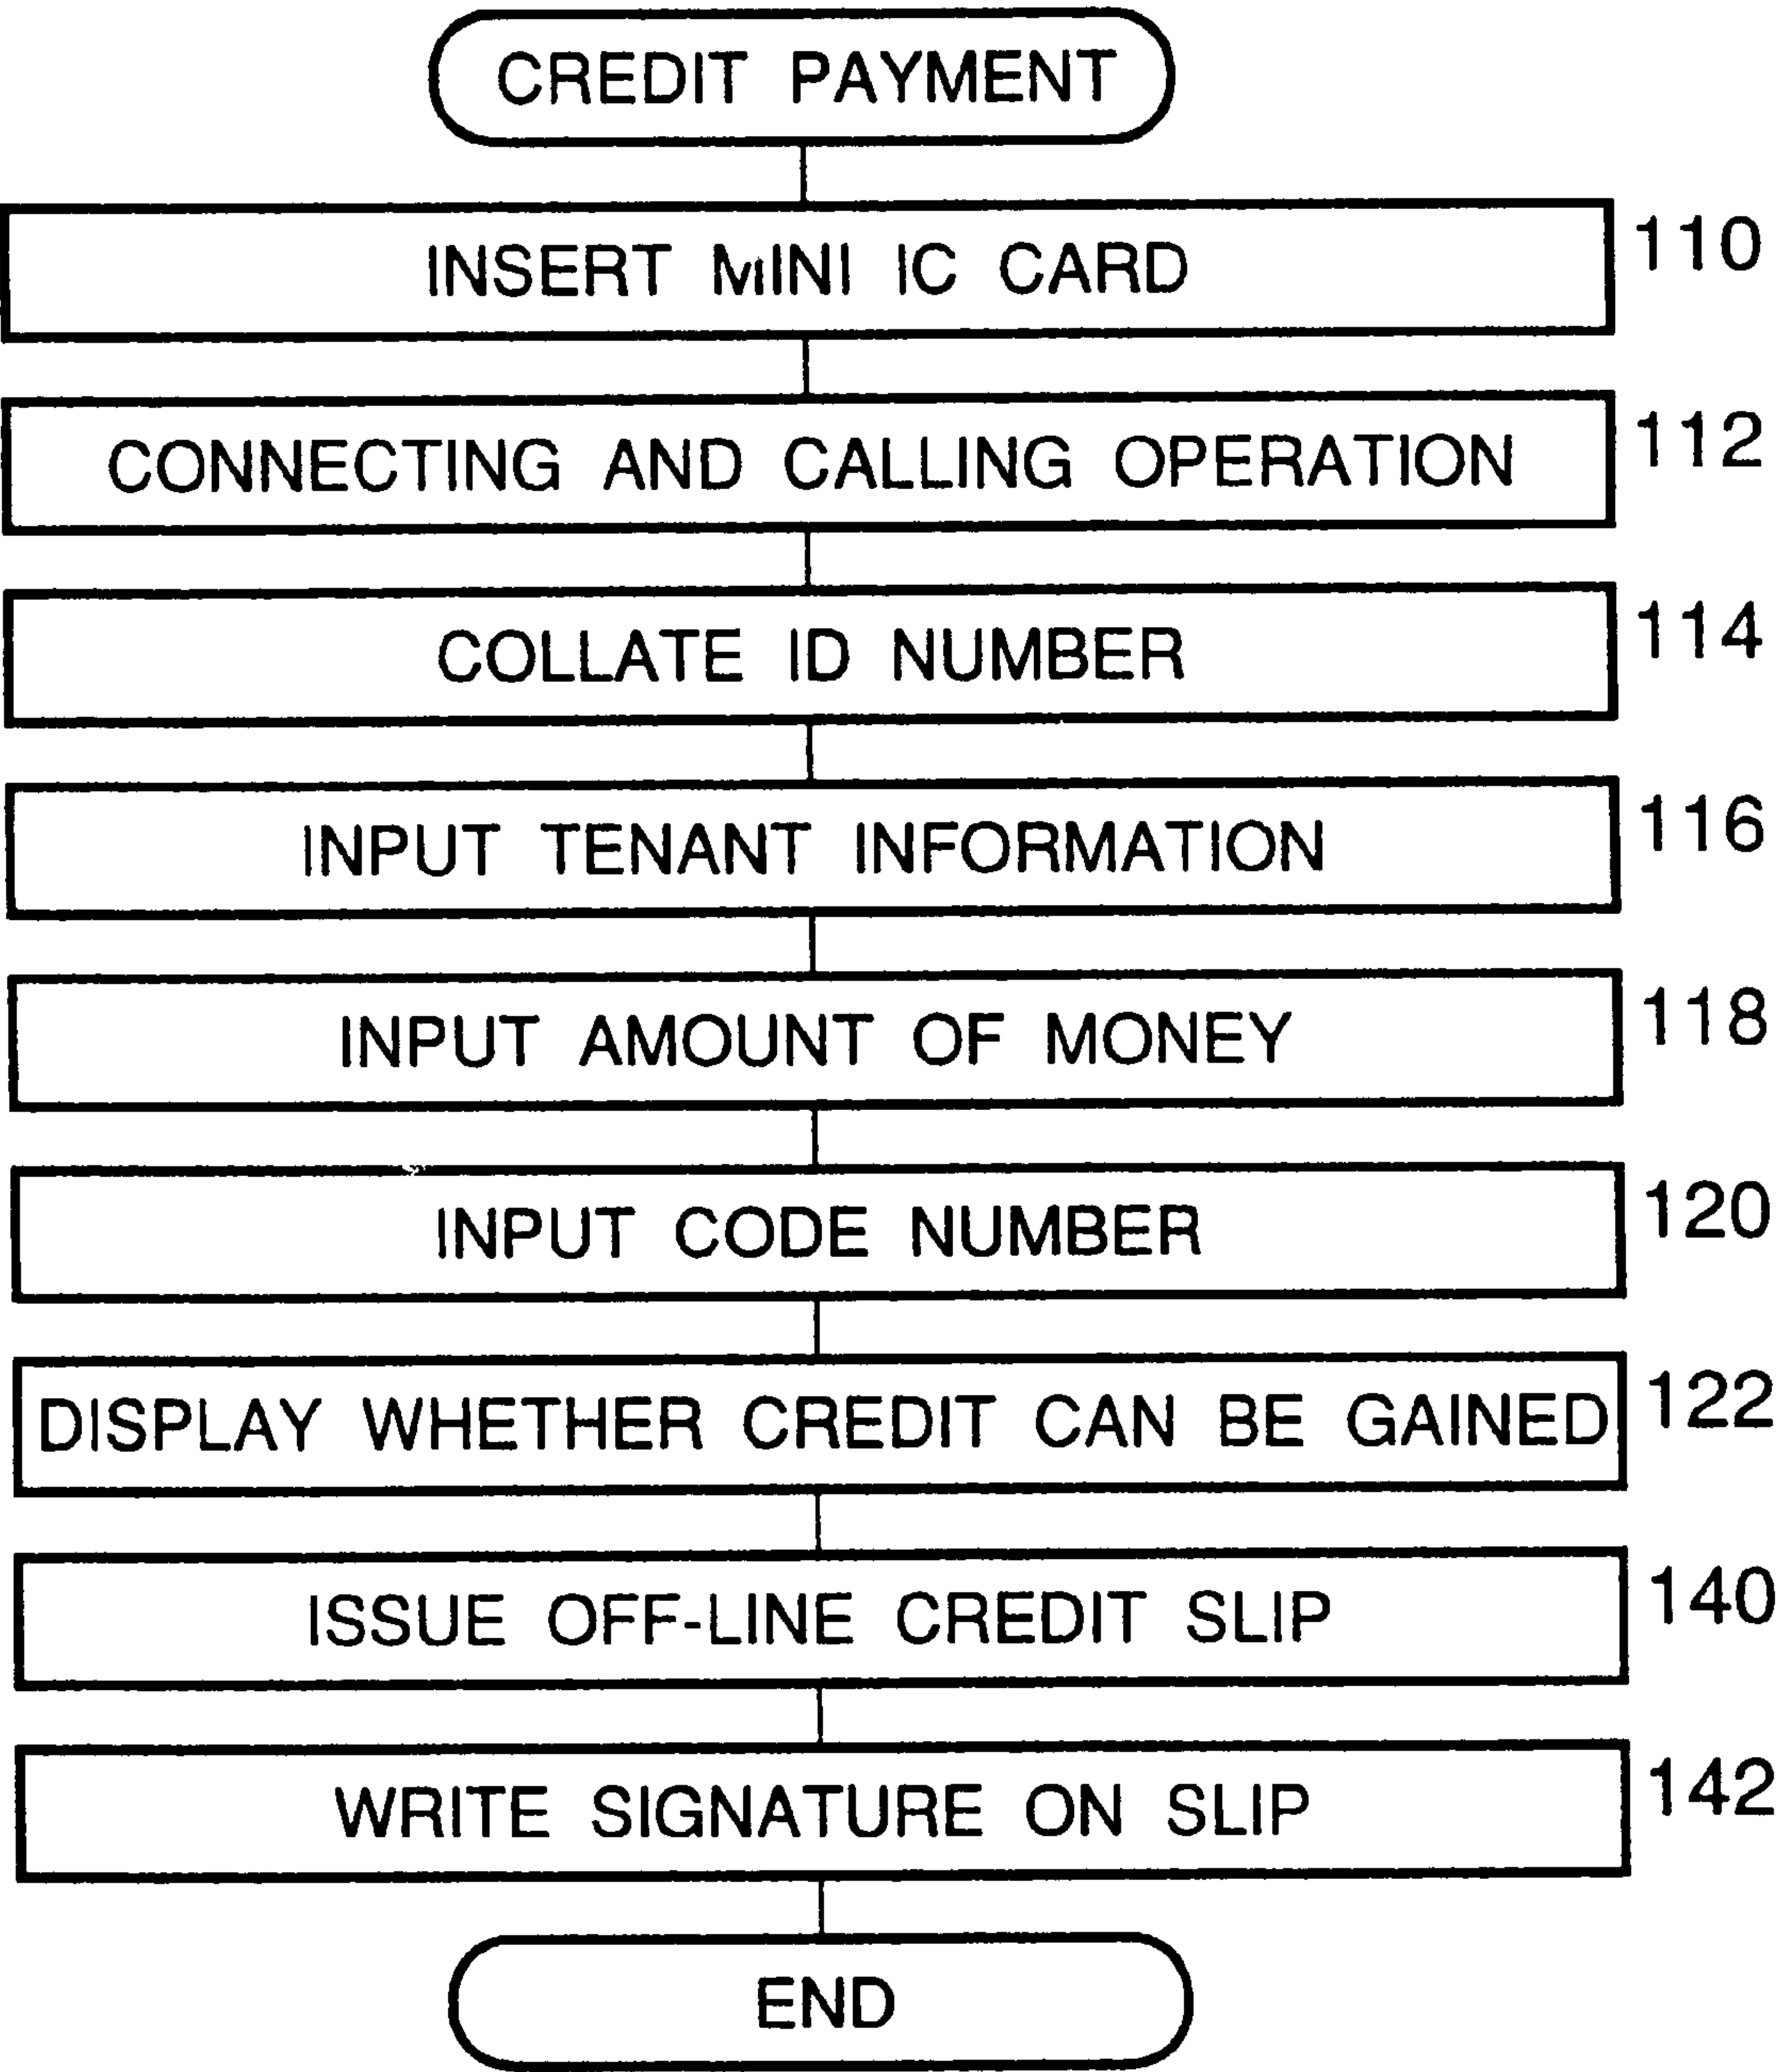 CREDIT PAYMENT
INSERT MINI IC CARD 110
CONNECTING AND CALLING OPERATION 112
COLLATE ID NUMBER 114
INPUT TENANT INFORMATION 116
INPUT AMOUNT OF MONEY 118
INPUT CODE NUMBER 120
DISPLAY WHETHER CREDIT CAN BE GAINED 122
ISSUE OFF-LINE CREDIT SLIP 140
WRITE SIGNATURE ON SLIP 142
END